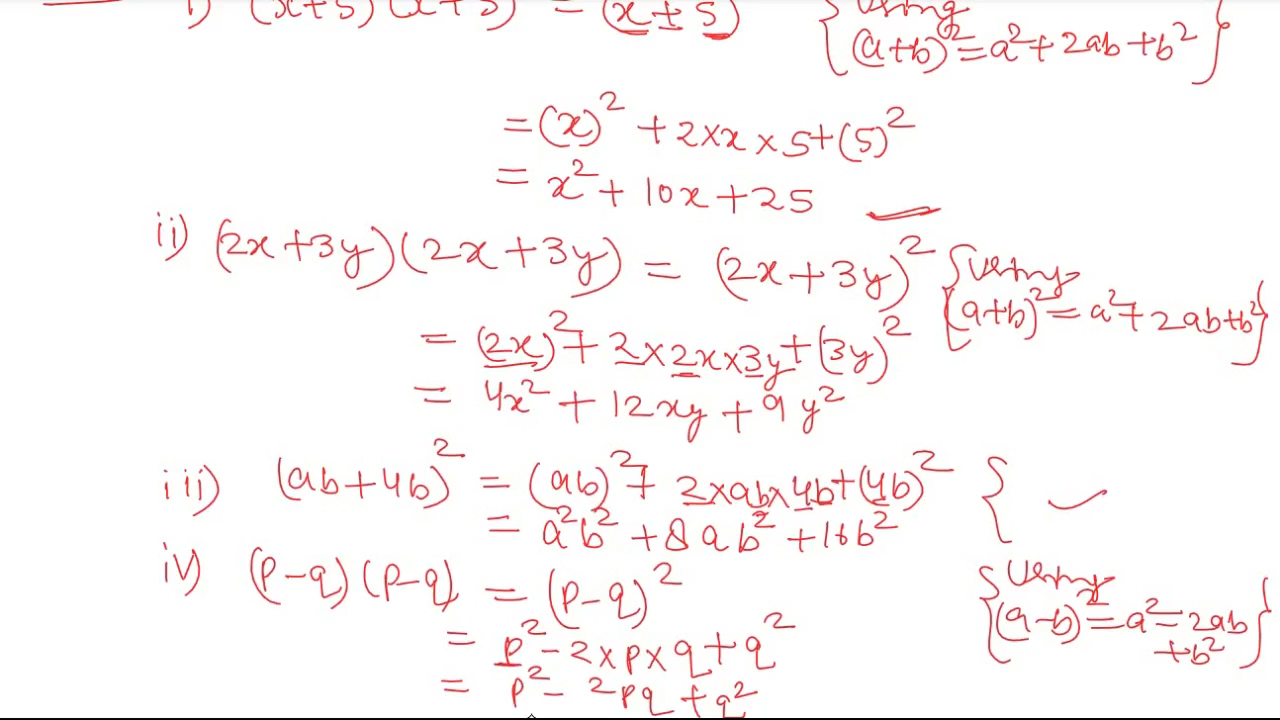 i) (x+5)(x+5) = (x+5) {using
(a+b)²=a²+2ab+b²}
=(x)²+2×x×5+(5)²
= x²+10x+25
ii) (2x+3y)(2x+3y) = (2x+3y)² {using
(a+b)²=a²+2ab+b²}
= (2x)²+2×2x×3y+(3y)²
= 4x²+12xy+9y²
iii) (ab+4b)² = (ab)²+2×ab×4b+(4b)² {
= a²b²+8ab²+16b²
iv) (p-q)(p-q) = (p-q)² {using
(a-b)²=a²-2ab
+b²}
= p²-2×p×q+q²
= p²-2pq+q²